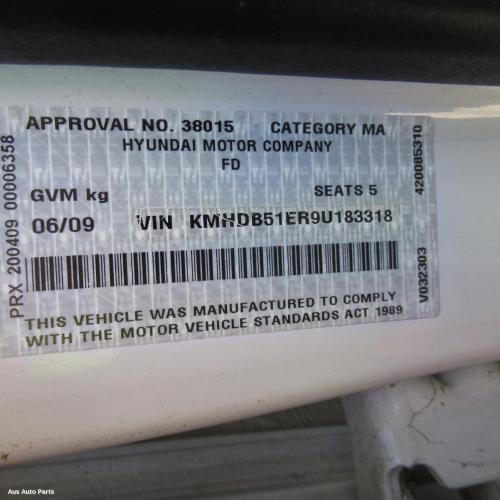 APPROVAL NO. 38015 CATEGORY MA
HYUNDAI MOTOR COMPANY
FD
GVM kg SEATS 5
06/09 VIN KMHDB51ER9U183318
THIS VEHICLE WAS MANUFACTURED TO COMPLY
WITH THE MOTOR VEHICLE STANDARDS ACT 1989
PRX 200409 00006358
420085310
V032303
Aus Auto Parts